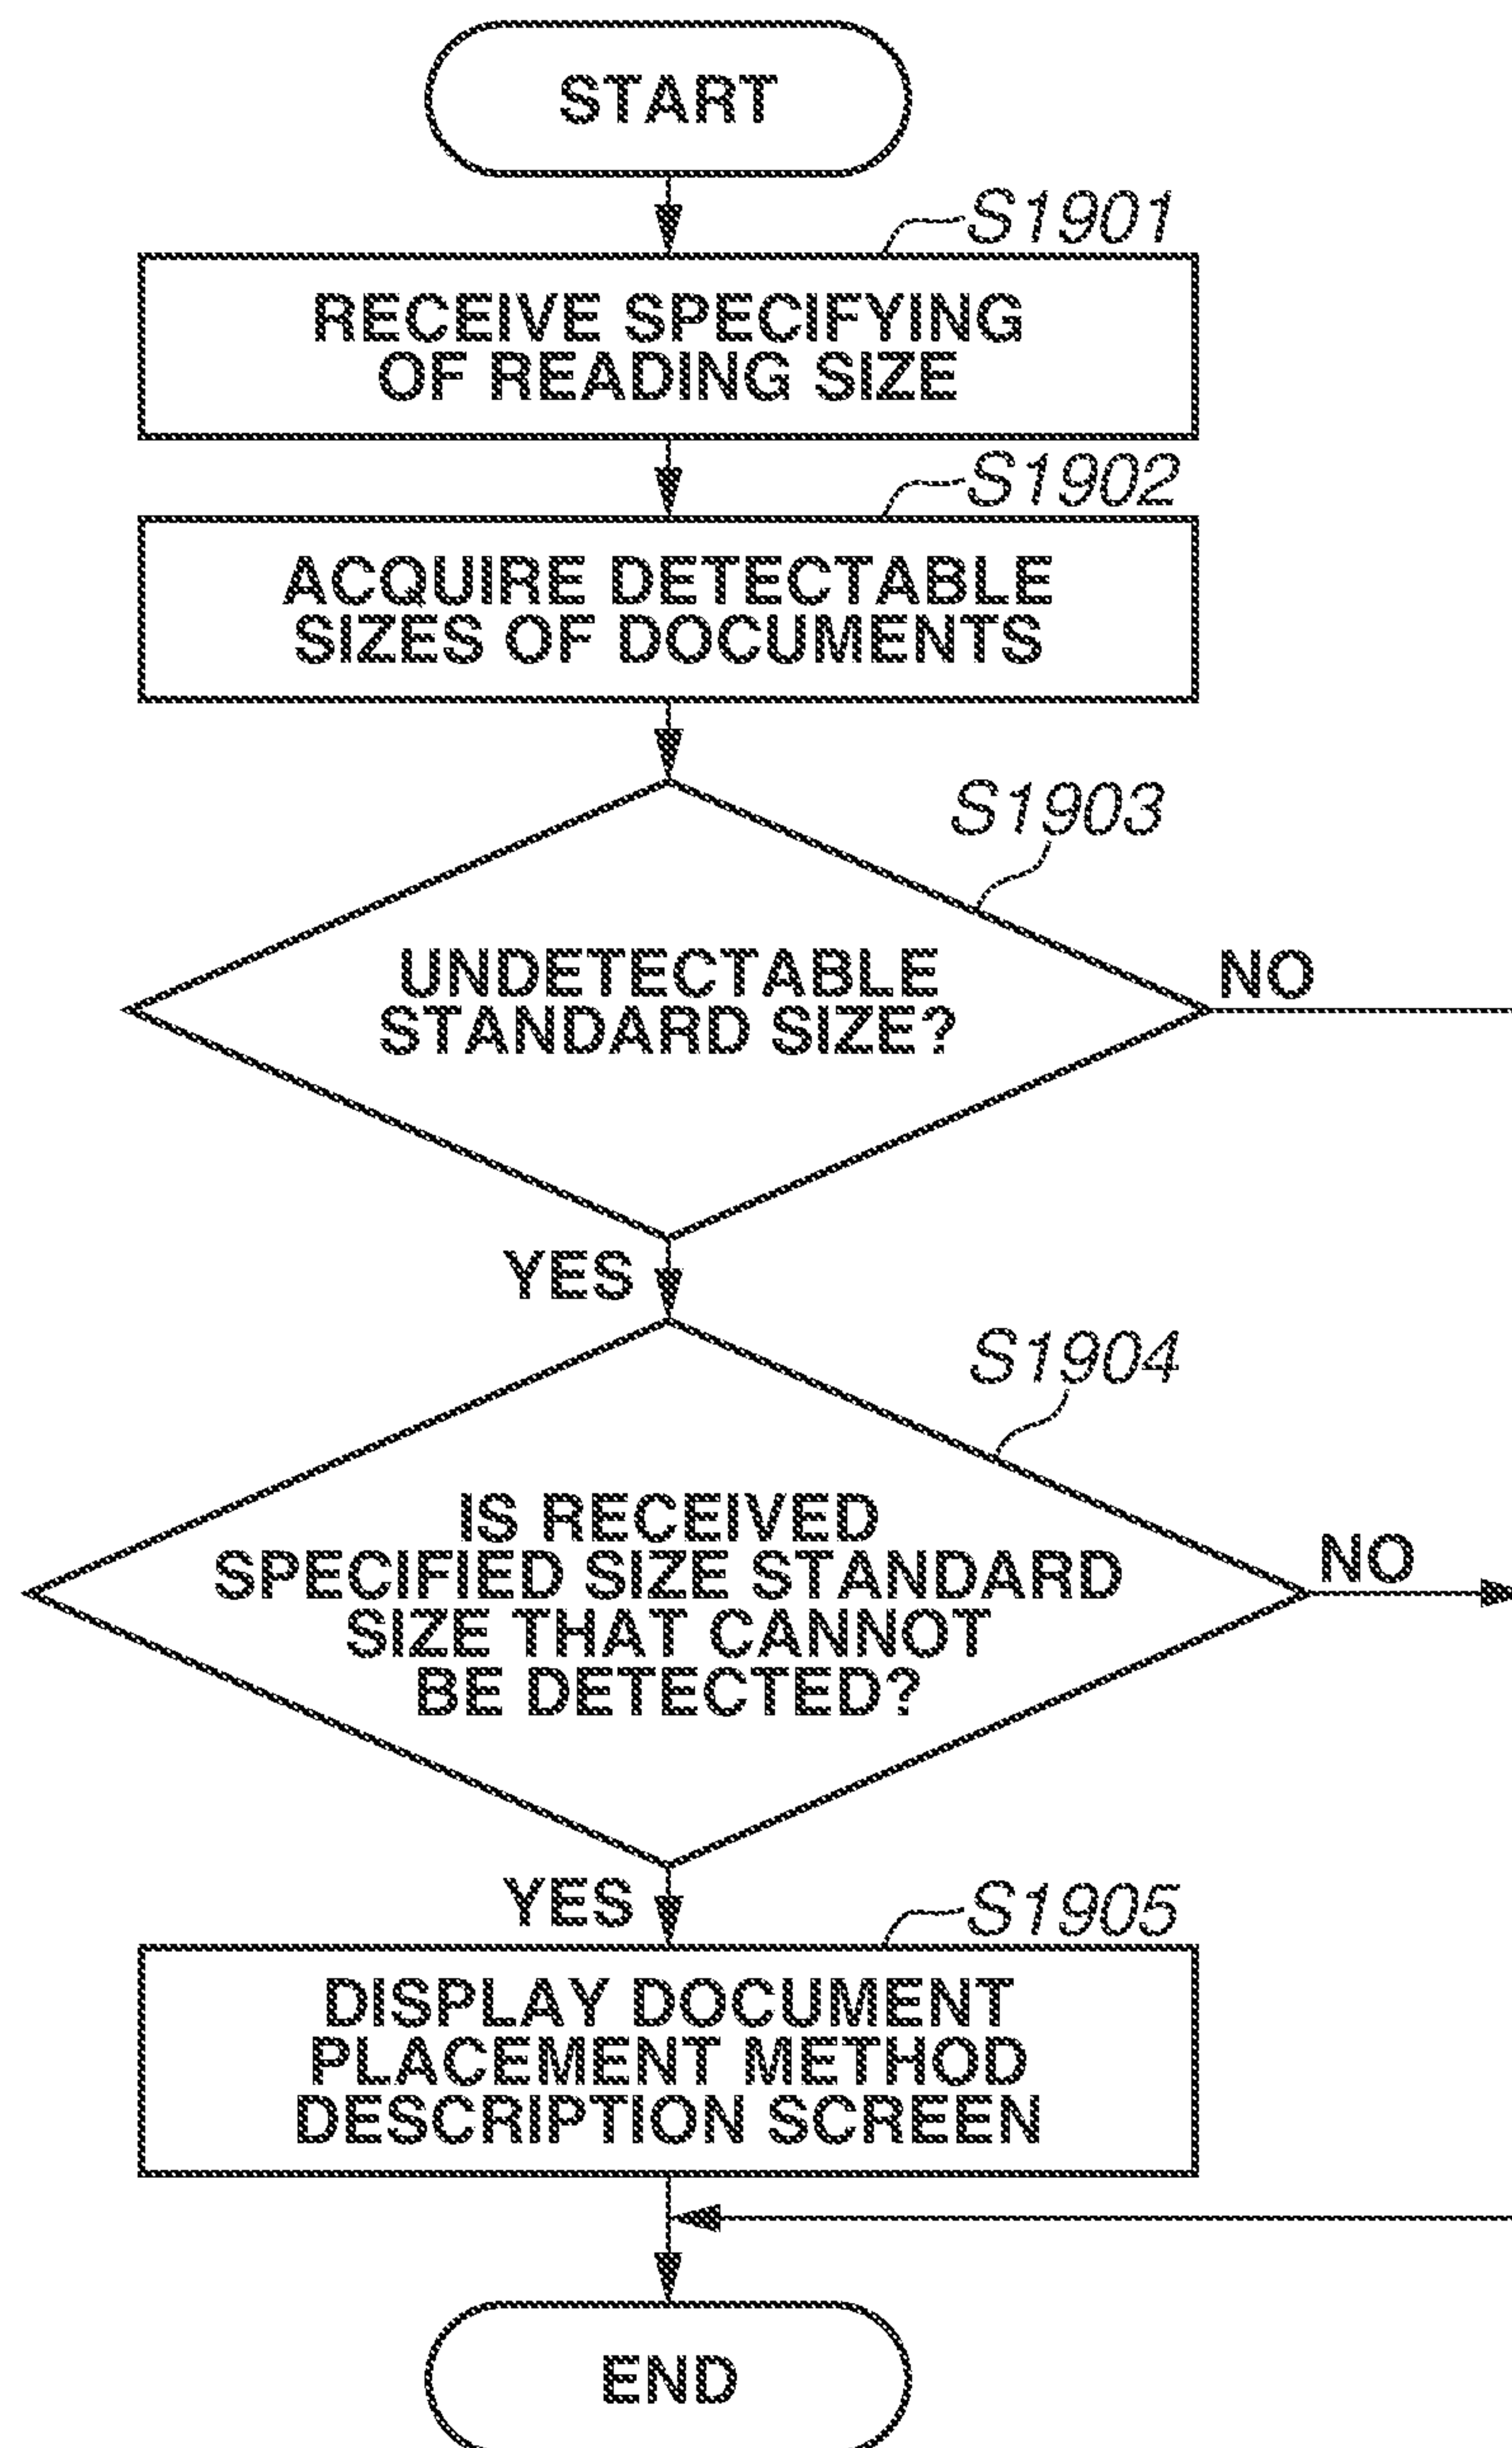 START
S1901
RECEIVE SPECIFYING
OF READING SIZE
S1902
ACQUIRE DETECTABLE
SIZES OF DOCUMENTS
S1903
UNDETECTABLE
STANDARD SIZE?
NO
YES
S1904
IS RECEIVED
SPECIFIED SIZE STANDARD
SIZE THAT CANNOT
BE DETECTED?
NO
YES
S1905
DISPLAY DOCUMENT
PLACEMENT METHOD
DESCRIPTION SCREEN
END